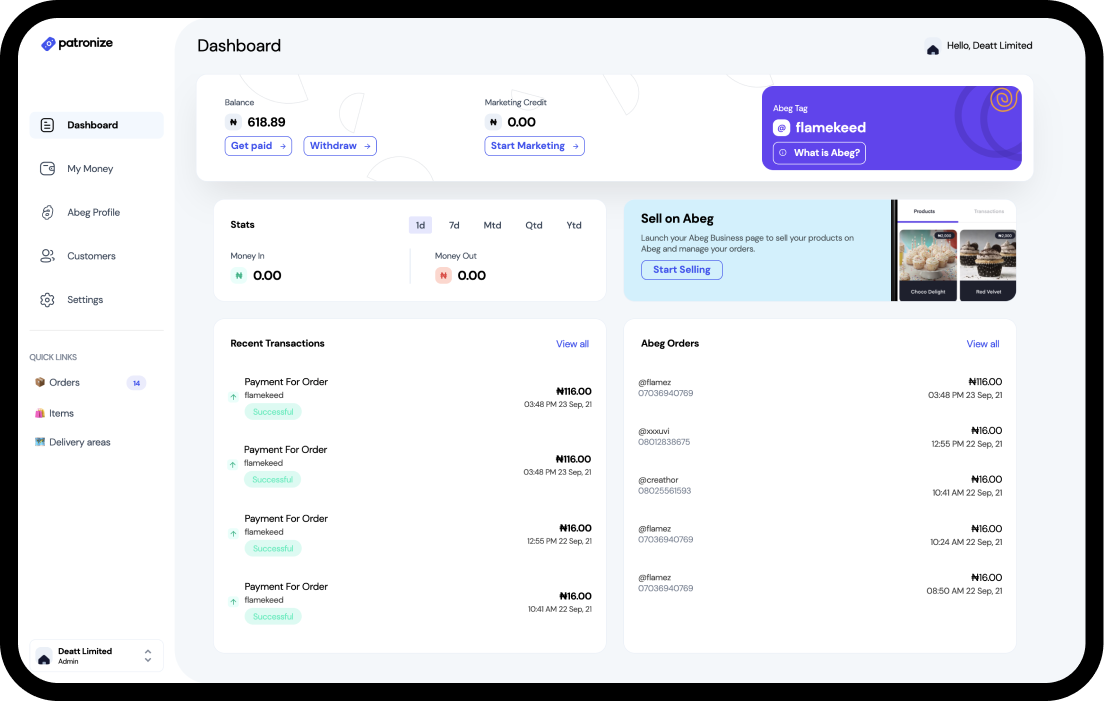 patronize
Dashboard
My Money
Abeg Profile
Customers
Settings
QUICK LINKS
Orders 14
Items
Delivery areas
Deatt Limited
Admin
Dashboard
Hello, Deatt Limited
Balance
₦ 618.89
Get paid →
Withdraw →
Marketing Credit
₦ 0.00
Start Marketing →
Abeg Tag
@ flamekeed
What is Abeg?
Stats
1d 7d Mtd Qtd Ytd
Money In
₦ 0.00
Money Out
₦ 0.00
Sell on Abeg
Launch your Abeg Business page to sell your products on
Abeg and manage your orders.
Start Selling
Products Transactions
₦2,500 ₦2,000
Choco Delight Red Velvet
Recent Transactions View all
Payment For Order
flamekeed
Successful
₦116.00
03:48 PM 23 Sep, 21
Payment For Order
flamekeed
Successful
₦116.00
03:48 PM 23 Sep, 21
Payment For Order
flamekeed
Successful
₦16.00
12:55 PM 22 Sep, 21
Payment For Order
flamekeed
Successful
₦16.00
10:41 AM 22 Sep, 21
Abeg Orders View all
@flamez
07036940769
₦116.00
03:48 PM 23 Sep, 21
@xxxuvi
08012838675
₦16.00
12:55 PM 22 Sep, 21
@creathor
08025561593
₦16.00
10:41 AM 22 Sep, 21
@flamez
07036940769
₦16.00
10:24 AM 22 Sep, 21
@flamez
07036940769
₦16.00
08:50 AM 22 Sep, 21